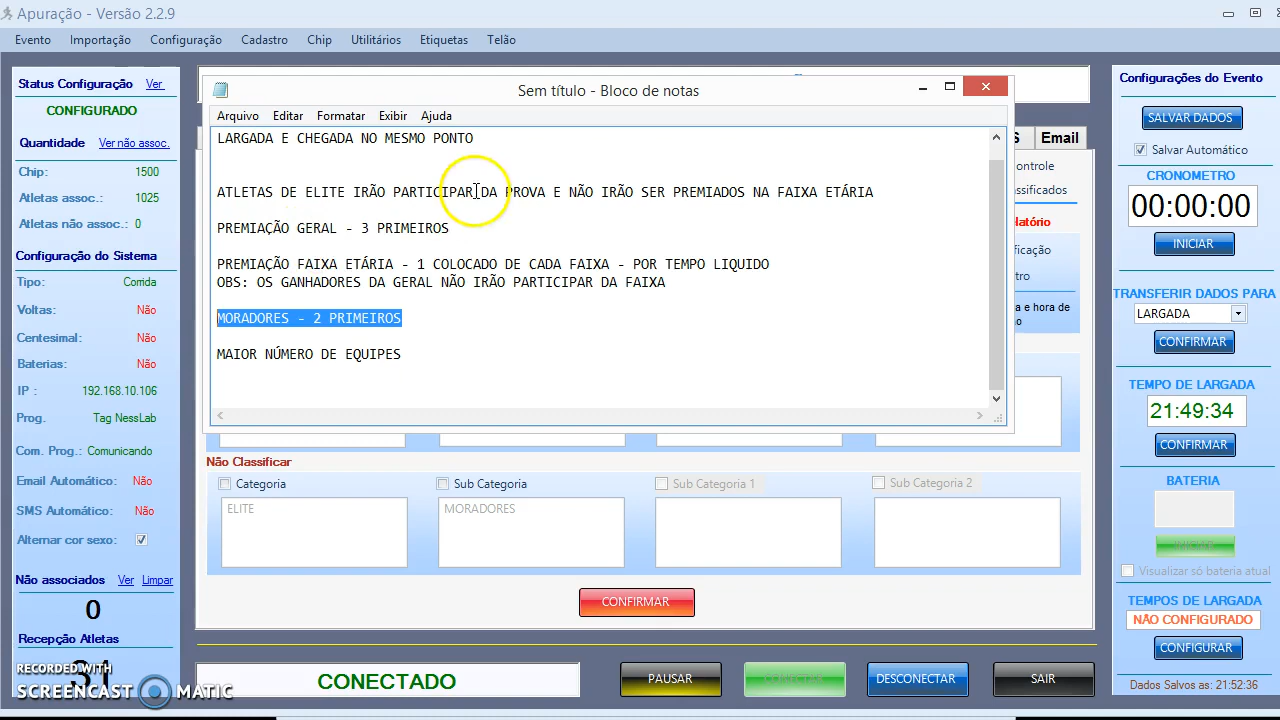 Apuração - Versão 2.2.9
Evento Importação Configuração Cadastro Chip Utilitários Etiquetas Telão
Status Configuração Ver
CONFIGURADO
Quantidade Ver não assoc.
Chip: 1500
Atletas assoc.: 1025
Atletas não assoc.: 0
Configuração do Sistema
Tipo: Corrida
Voltas: Não
Centesimal: Não
Baterias: Não
IP : 192.168.10.106
Prog. Tag NessLab
Com. Prog.: Comunicando
Email Automático: Não
SMS Automático: Não
Alternar cor sexo:
Não associados Ver Limpar
0
Recepção Atletas
51
RECORDED WITH
SCREENCAST MATIC
Sem título - Bloco de notas
Arquivo Editar Formatar Exibir Ajuda
LARGADA E CHEGADA NO MESMO PONTO
ATLETAS DE ELITE IRÃO PARTICIPAR DA PROVA E NÃO IRÃO SER PREMIADOS NA FAIXA ETÁRIA
PREMIAÇÃO GERAL - 3 PRIMEIROS
PREMIAÇÃO FAIXA ETÁRIA - 1 COLOCADO DE CADA FAIXA - POR TEMPO LIQUIDO
OBS: OS GANHADORES DA GERAL NÃO IRÃO PARTICIPAR DA FAIXA
MORADORES - 2 PRIMEIROS
MAIOR NÚMERO DE EQUIPES
S Email
ontrole
assificados
latório
ficação
tro
a e hora de
o
Não Classificar
Categoria Sub Categoria Sub Categoria 1 Sub Categoria 2
ELITE MORADORES
CONFIRMAR
CONECTADO PAUSAR CONECTAR DESCONECTAR SAIR
Configurações do Evento
SALVAR DADOS
Salvar Automático
CRONOMETRO
00:00:00
INICIAR
TRANSFERIR DADOS PARA
LARGADA
CONFIRMAR
TEMPO DE LARGADA
21:49:34
CONFIRMAR
BATERIA
INICIAR
Visualizar só bateria atual
TEMPOS DE LARGADA
NÃO CONFIGURADO
CONFIGURAR
Dados Salvos as: 21:52:36